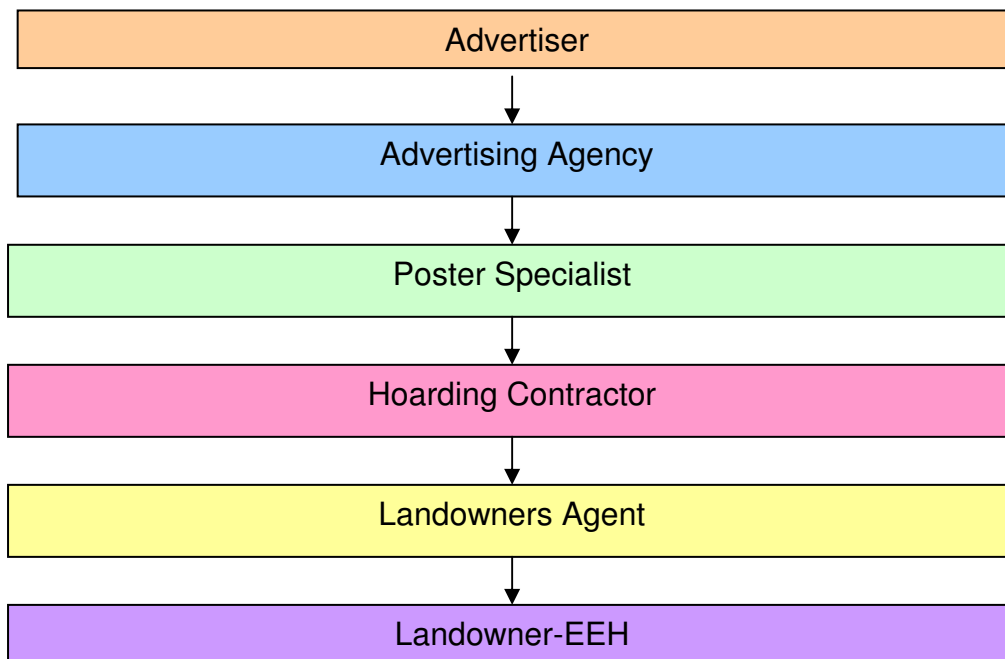 Advertiser
Advertising Agency
Poster Specialist
Hoarding Contractor
Landowners Agent
Landowner-EEH